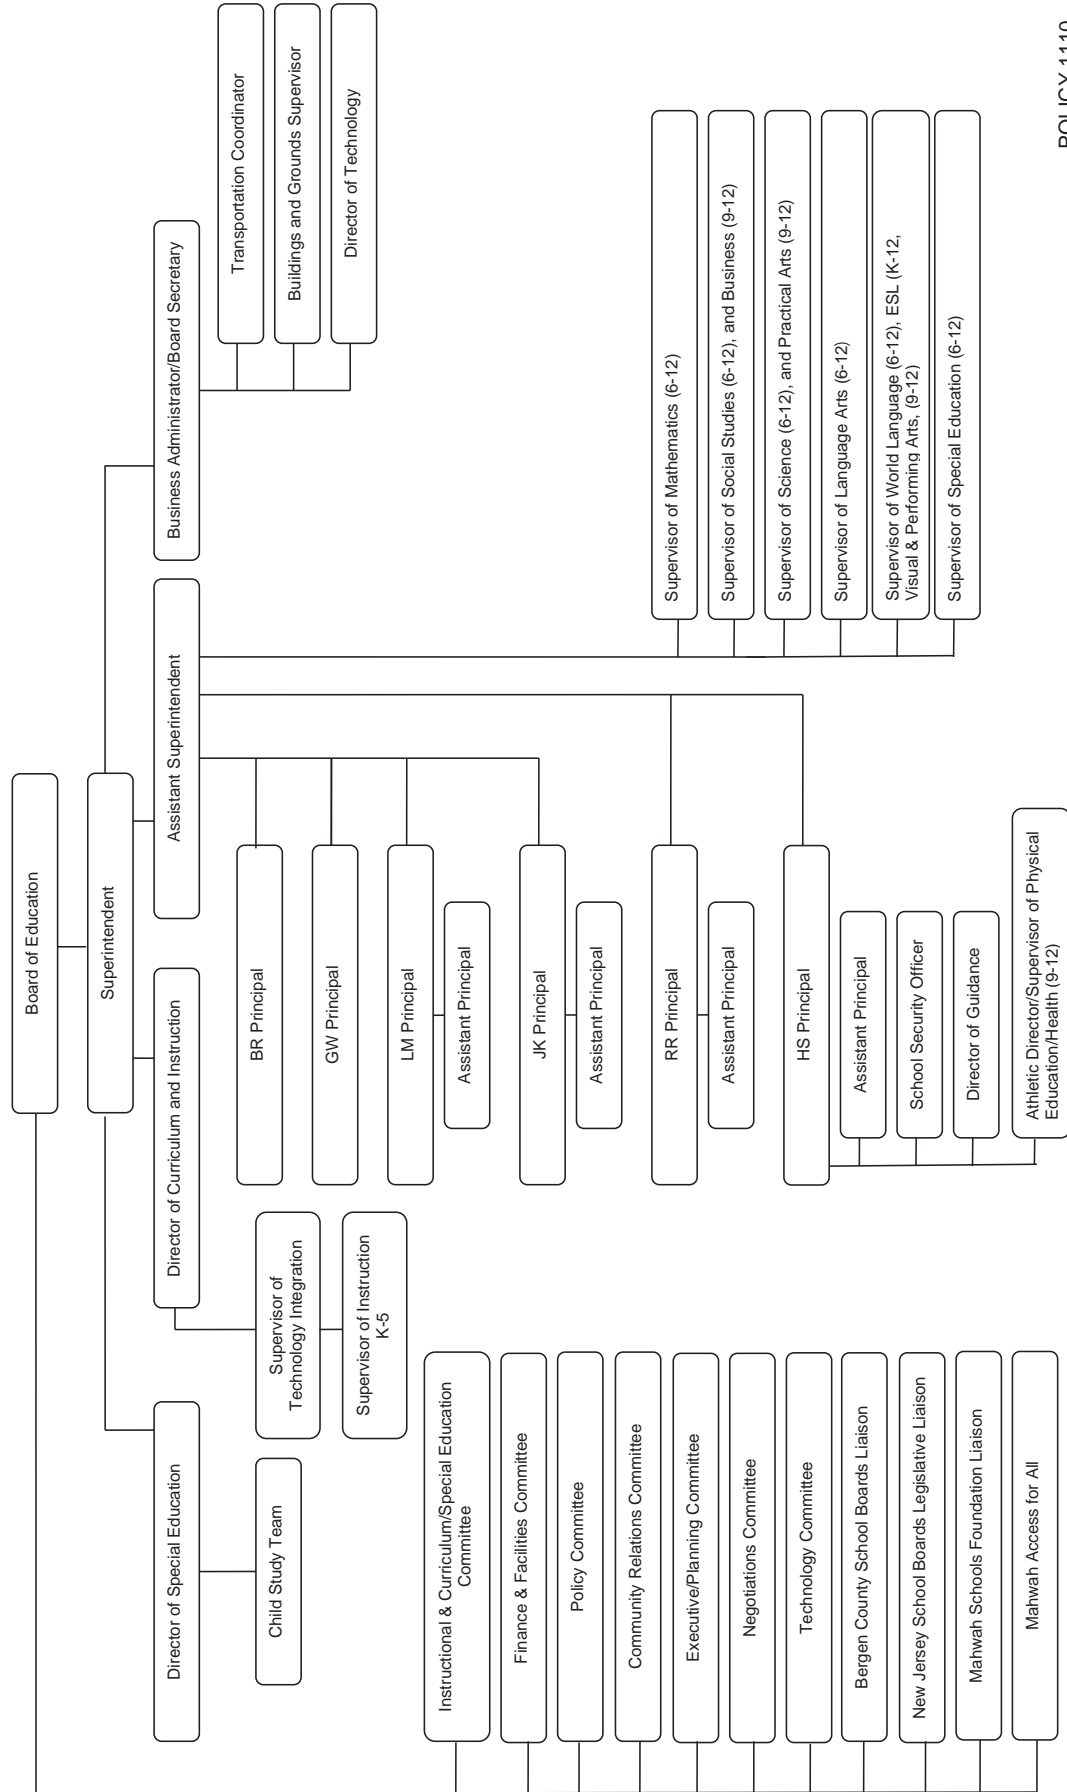 Board of Education
Superintendent
Director of Special Education
Director of Curriculum and Instruction
Assistant Superintendent
Business Administrator/Board Secretary
Child Study Team
Supervisor of
Technology Integration
Supervisor of Instruction
K-5
BR Principal
GW Principal
LM Principal
Assistant Principal
JK Principal
Assistant Principal
RR Principal
Assistant Principal
HS Principal
Assistant Principal
School Security Officer
Director of Guidance
Athletic Director/Supervisor of Physical
Education/Health (9-12)
Transportation Coordinator
Buildings and Grounds Supervisor
Director of Technology
Supervisor of Mathematics (6-12)
Supervisor of Social Studies (6-12), and Business (9-12)
Supervisor of Science (6-12), and Practical Arts (9-12)
Supervisor of Language Arts (6-12)
Supervisor of World Language (6-12), ESL (K-12,
Visual & Performing Arts, (9-12)
Supervisor of Special Education (6-12)
Instructional & Curriculum/Special Education
Committee
Finance & Facilities Committee
Policy Committee
Community Relations Committee
Executive/Planning Committee
Negotiations Committee
Technology Committee
Bergen County School Boards Liaison
New Jersey School Boards Legislative Liaison
Mahwah Schools Foundation Liaison
Mahwah Access for All
POLICY 1110